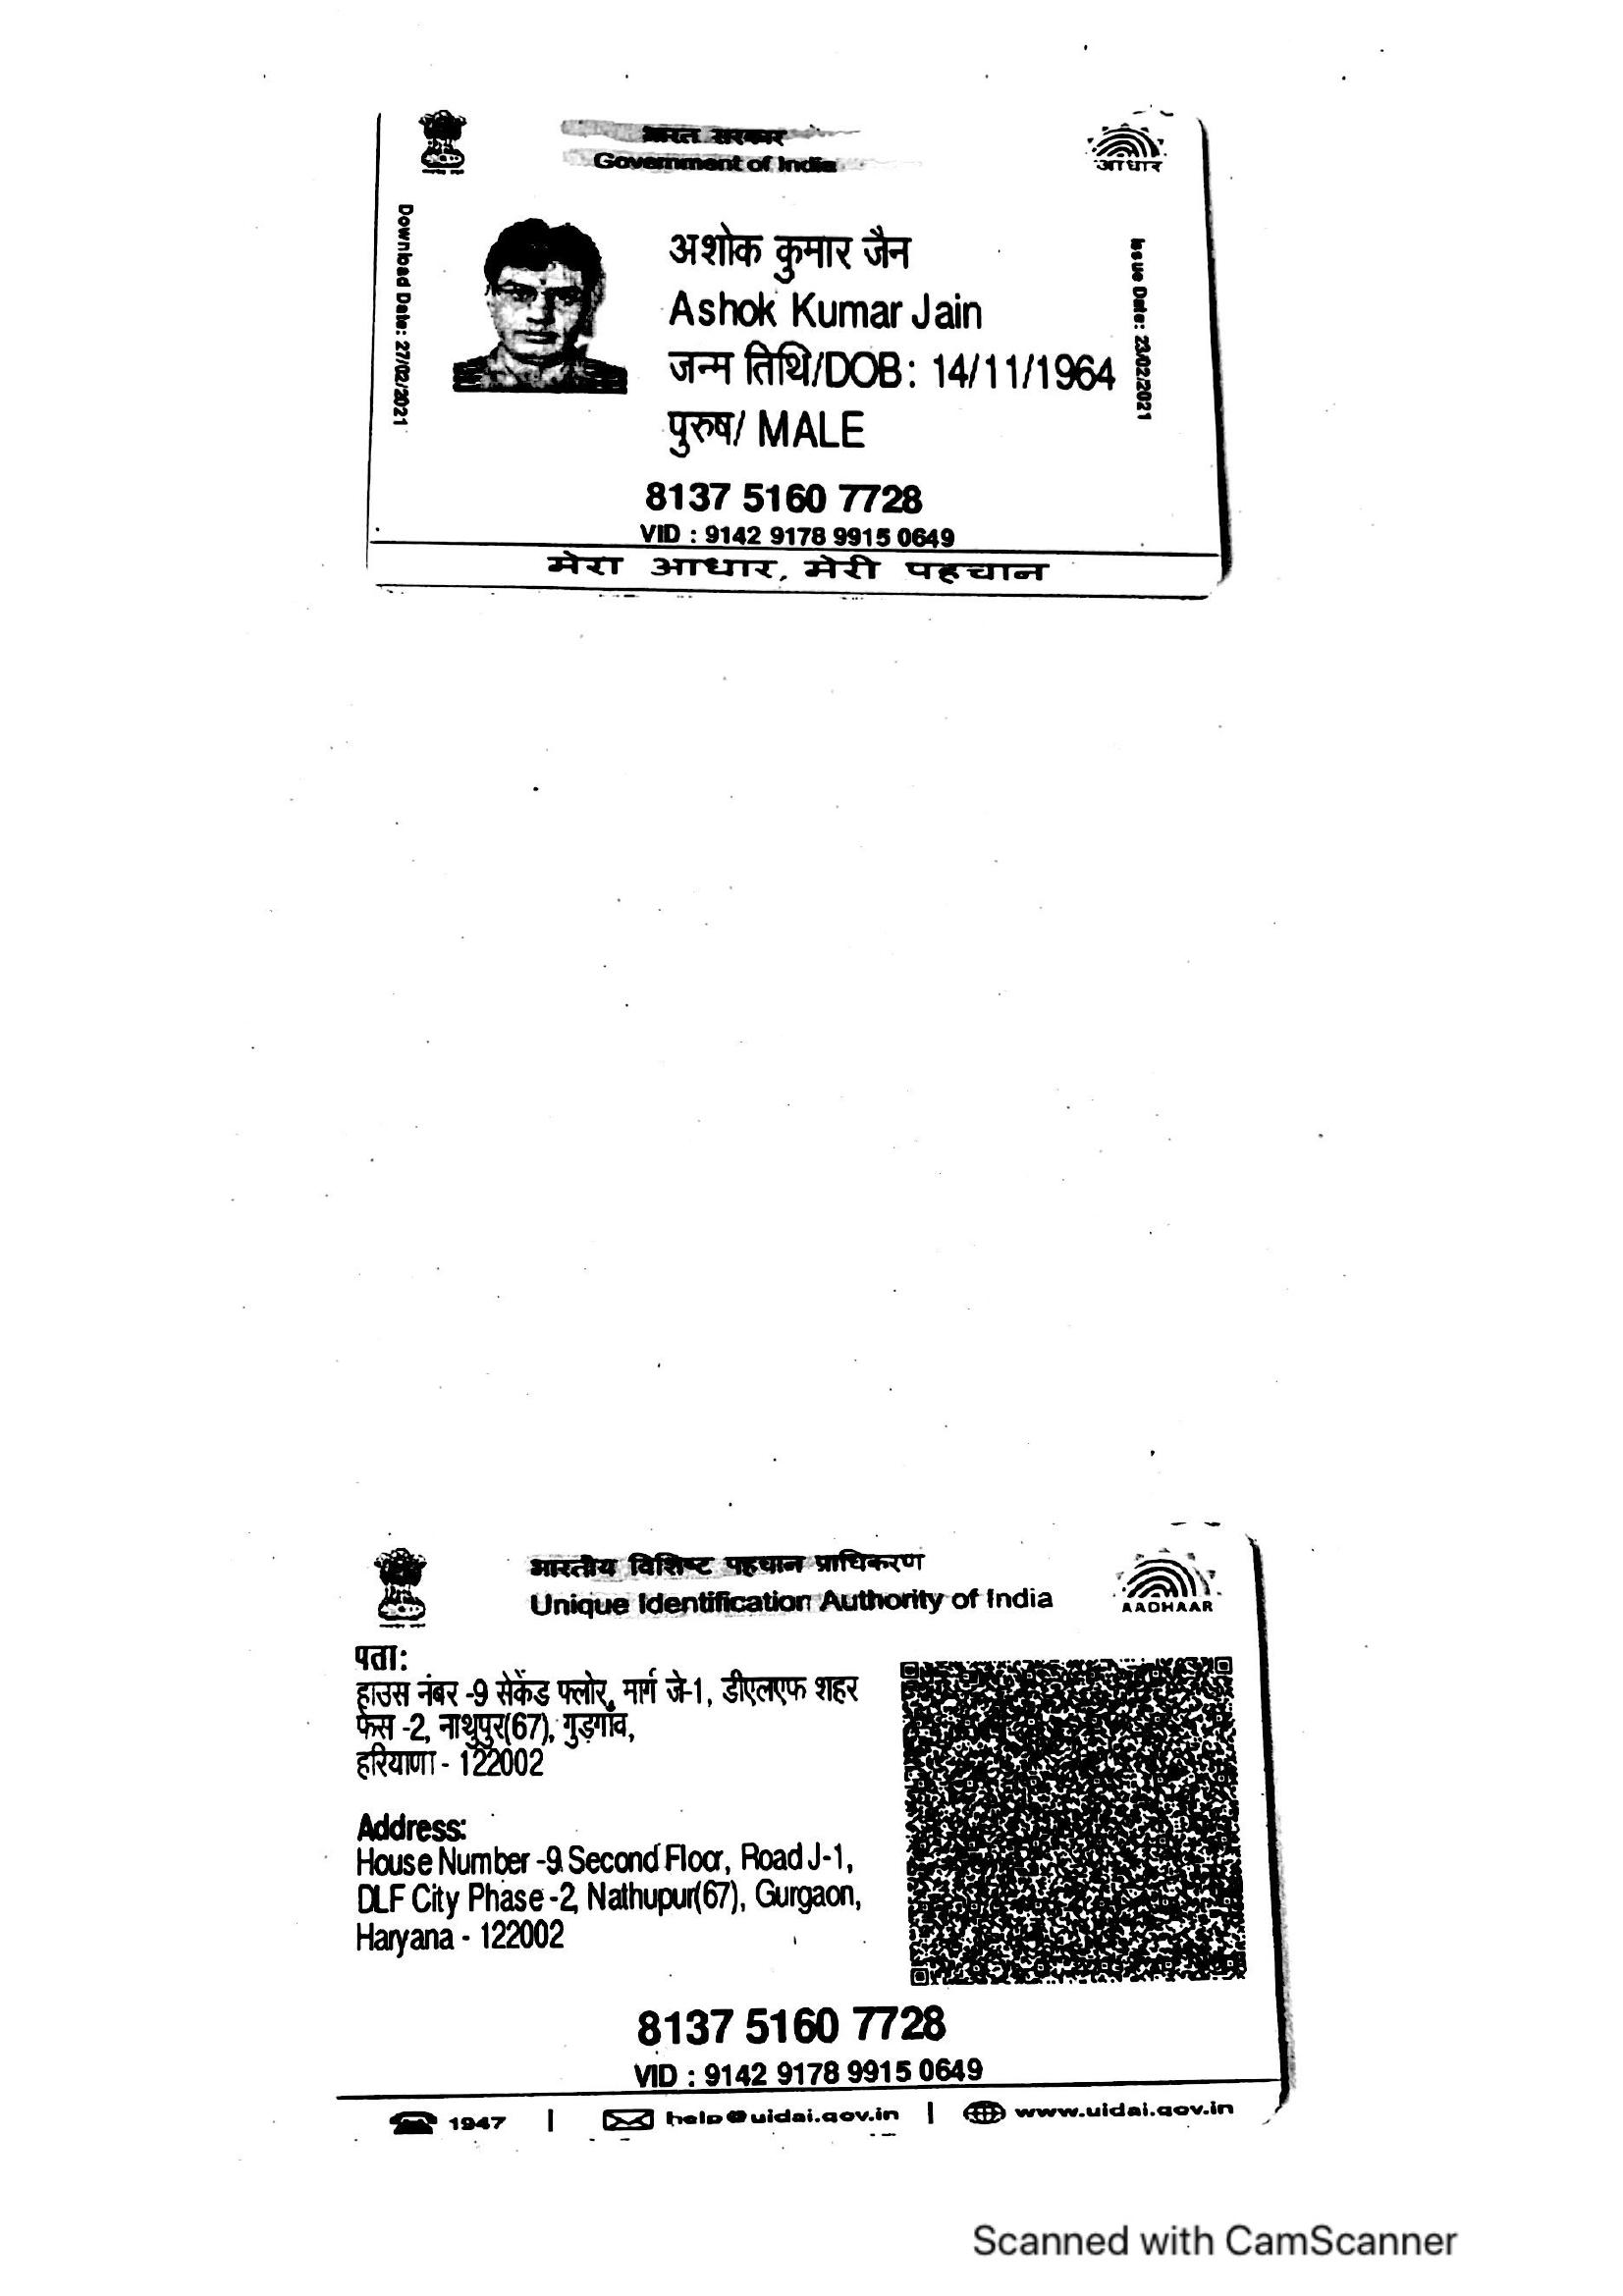 भारत सरकार
Government of India
आधार
Download Date: 27/02/2021
Issue Date: 23/02/2021
अशोक कुमार जैन
Ashok Kumar Jain
जन्म तिथि/DOB: 14/11/1964
पुरुष/ MALE
8137 5160 7728
VID : 9142 9178 9915 0649
मेरा आधार, मेरी पहचान
भारतीय विशिष्ट पहचान प्राधिकरण
Unique Identification Authority of India
AADHAAR
पता:
हाउस नंबर -9 सेकेंड फ्लोर, मार्ग जे-1, डीएलएफ शहर
फेस -2, नाथुपुर(67), गुड़गाँव,
हरियाणा - 122002
Address:
House Number -9 Second Floor, Road J-1,
DLF City Phase -2, Nathupur(67), Gurgaon,
Haryana - 122002
8137 5160 7728
VID : 9142 9178 9915 0649
1947 | help@uidai.gov.in | www.uidai.gov.in
Scanned with CamScanner